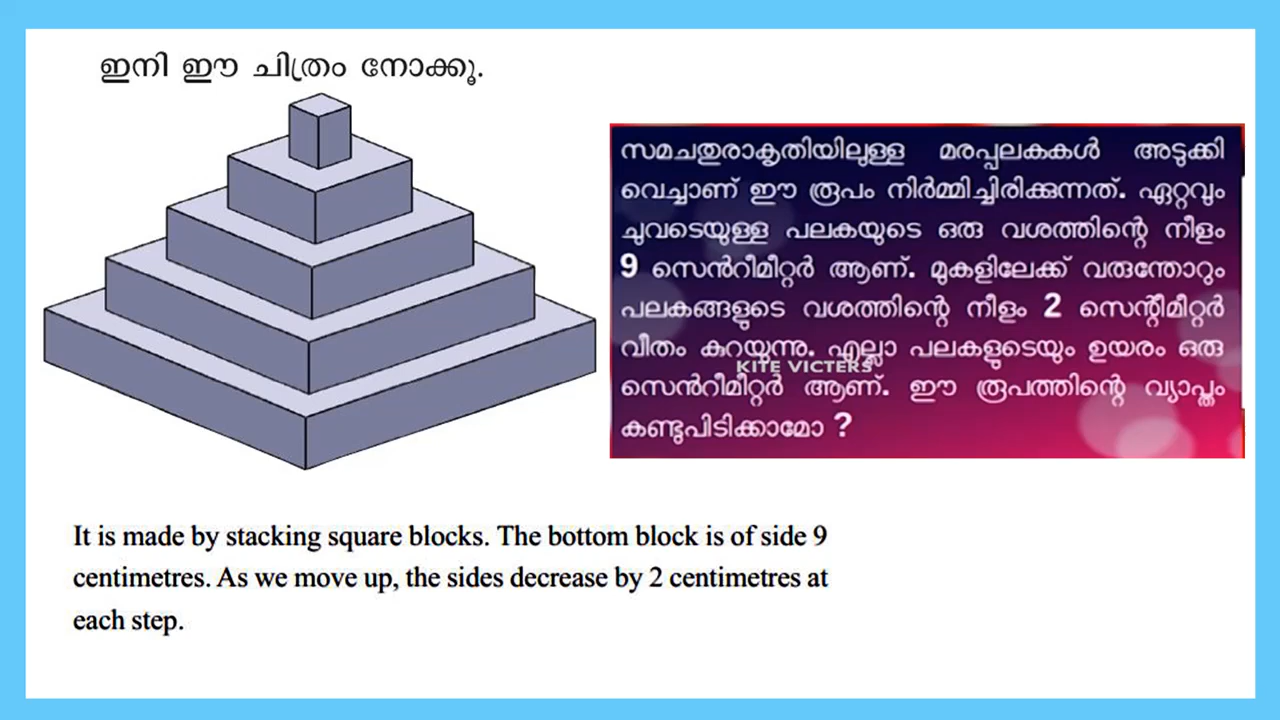 ഇനി ഈ ചിത്രം നോക്കൂ.
സമചതുരാകൃതിയിലുള്ള മരപ്പലകകൾ അടുക്കി
വെച്ചാണ് ഈ രൂപം നിർമ്മിച്ചിരിക്കുന്നത്. ഏറ്റവും
ചുവടെയുള്ള പലകയുടെ ഒരു വശത്തിന്റെ നീളം
9 സെൻറീമീറ്റർ ആണ്. മുകളിലേക്ക് വരുന്തോറും
പലകങ്ങളുടെ വശത്തിന്റെ നീളം 2 സെന്റീമീറ്റർ
വീതം കുറയുന്നു. എല്ലാ പലകളുടെയും ഉയരം ഒരു
KITE VICTERS
സെൻറീമീറ്റർ ആണ്. ഈ രൂപത്തിന്റെ വ്യാപ്തം
കണ്ടുപിടിക്കാമോ ?
It is made by stacking square blocks. The bottom block is of side 9
centimetres. As we move up, the sides decrease by 2 centimetres at
each step.